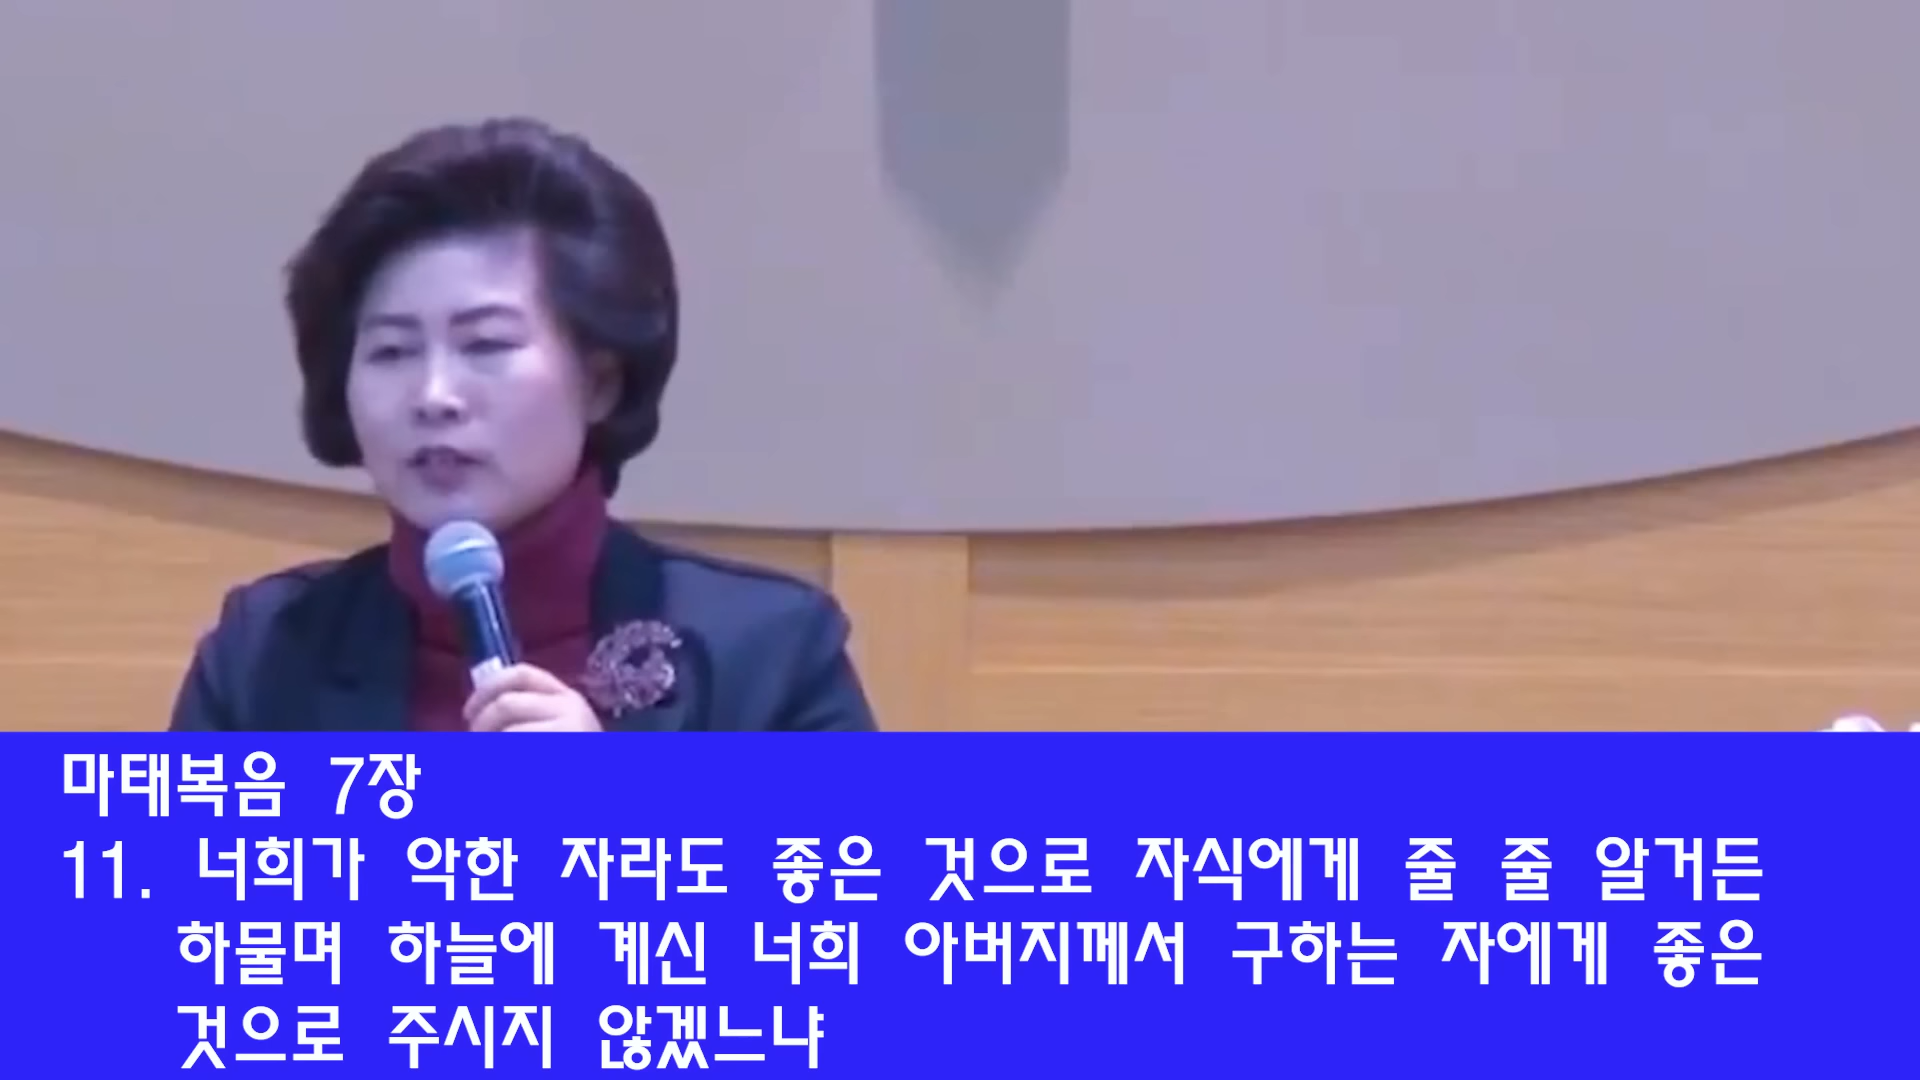 마태복음 7장
11. 너희가 악한 자라도 좋은 것으로 자식에게 줄 줄 알거든
하물며 하늘에 계신 너희 아버지께서 구하는 자에게 좋은
것으로 주시지 않겠느냐